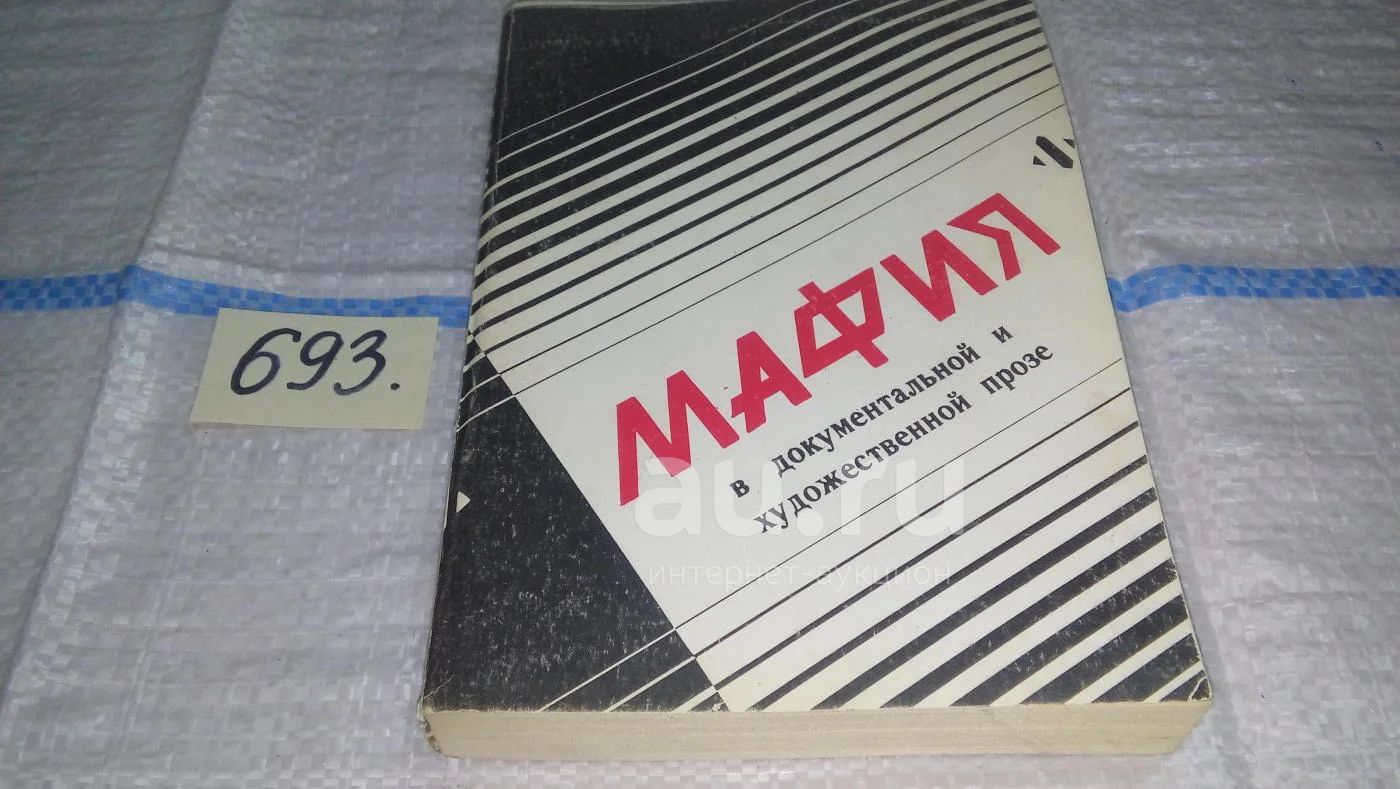 693.
МАФИЯ
в документальной и
художественной прозе
au.ru
интернет-аукцион